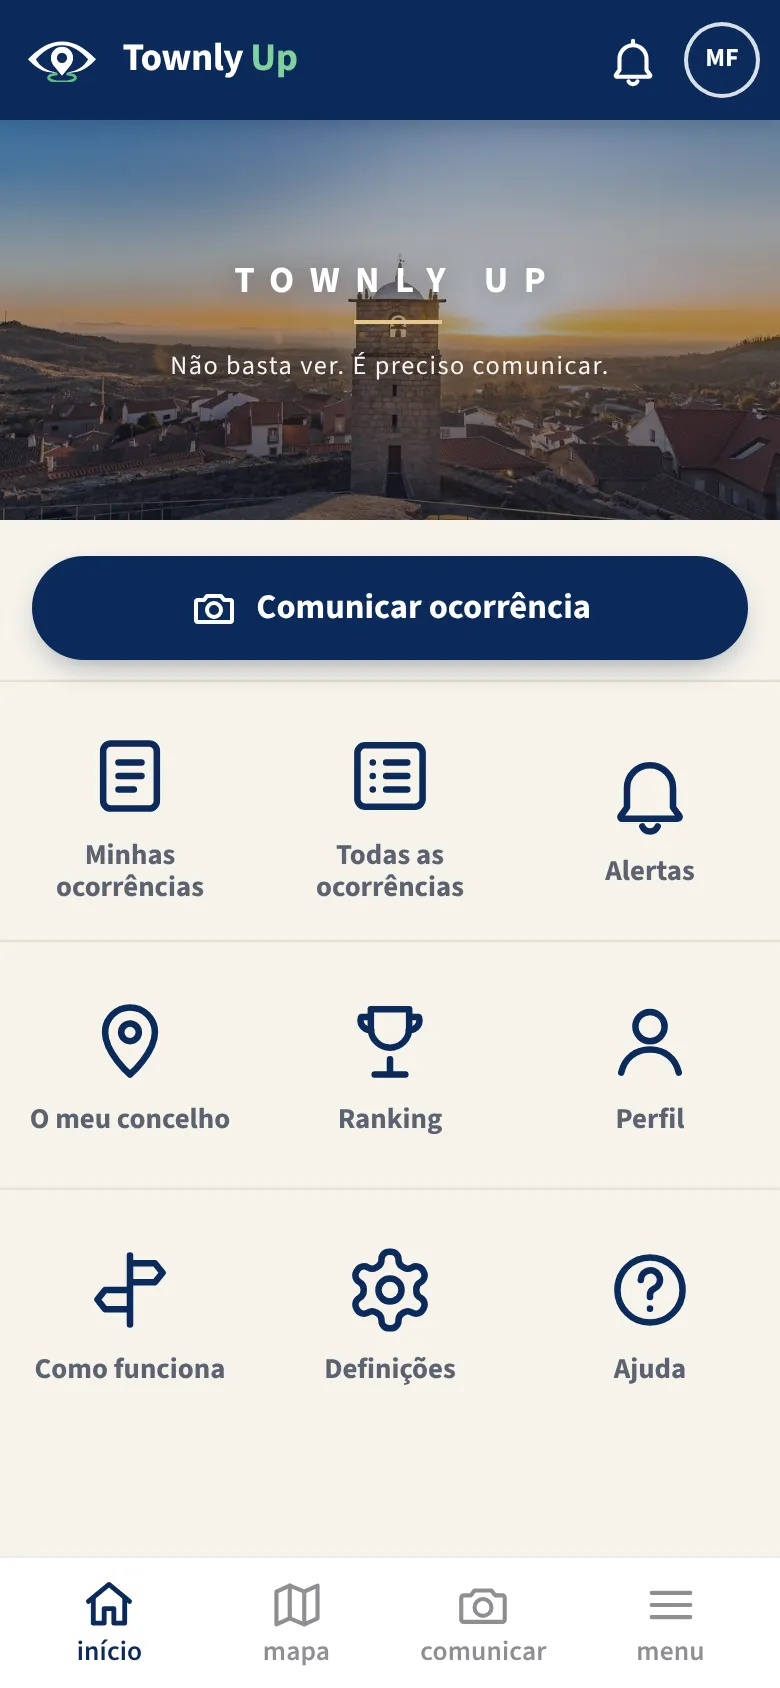 Townly Up
MF
TOWNLY UP
Não basta ver. É preciso comunicar.
Comunicar ocorrência
Minhas
ocorrências
Todas as
ocorrências
Alertas
O meu concelho
Ranking
Perfil
Como funciona
Definições
Ajuda
início
mapa
comunicar
menu